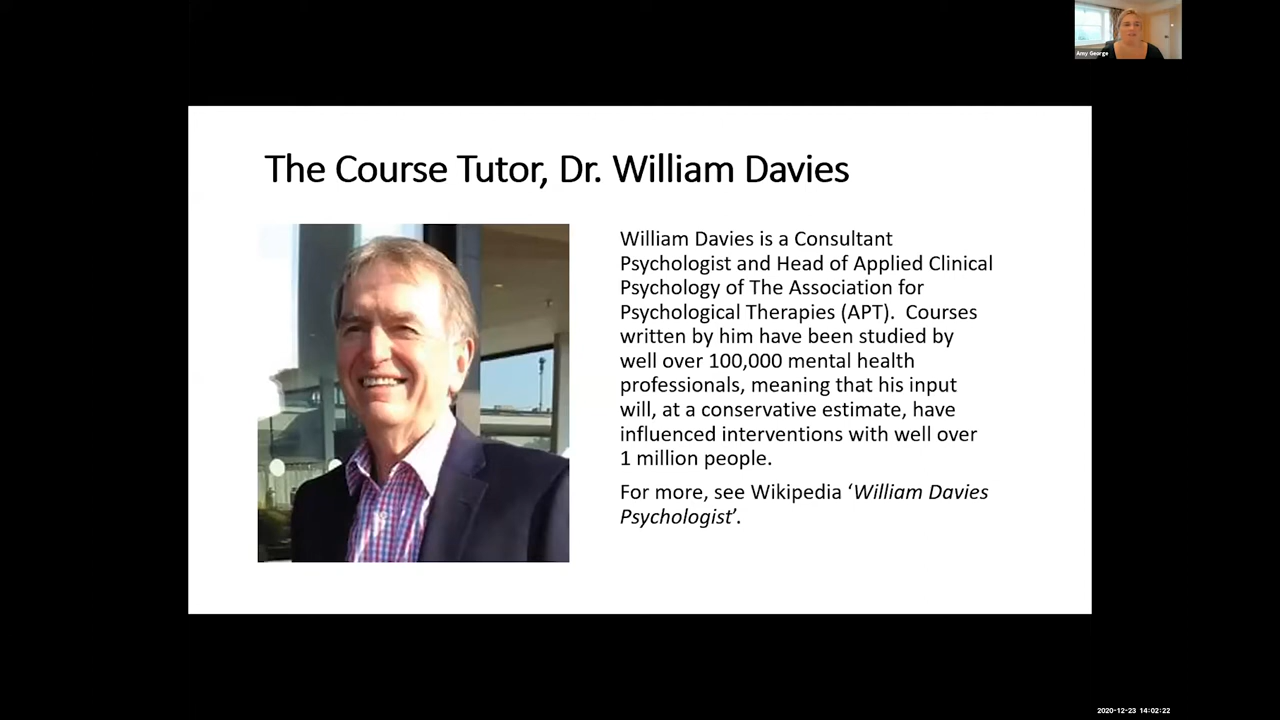 Amy George
The Course Tutor, Dr. William Davies
William Davies is a Consultant
Psychologist and Head of Applied Clinical
Psychology of The Association for
Psychological Therapies (APT).  Courses
written by him have been studied by
well over 100,000 mental health
professionals, meaning that his input
will, at a conservative estimate, have
influenced interventions with well over
1 million people.
For more, see Wikipedia ‘William Davies
Psychologist’.
2020-12-23 14:02:22